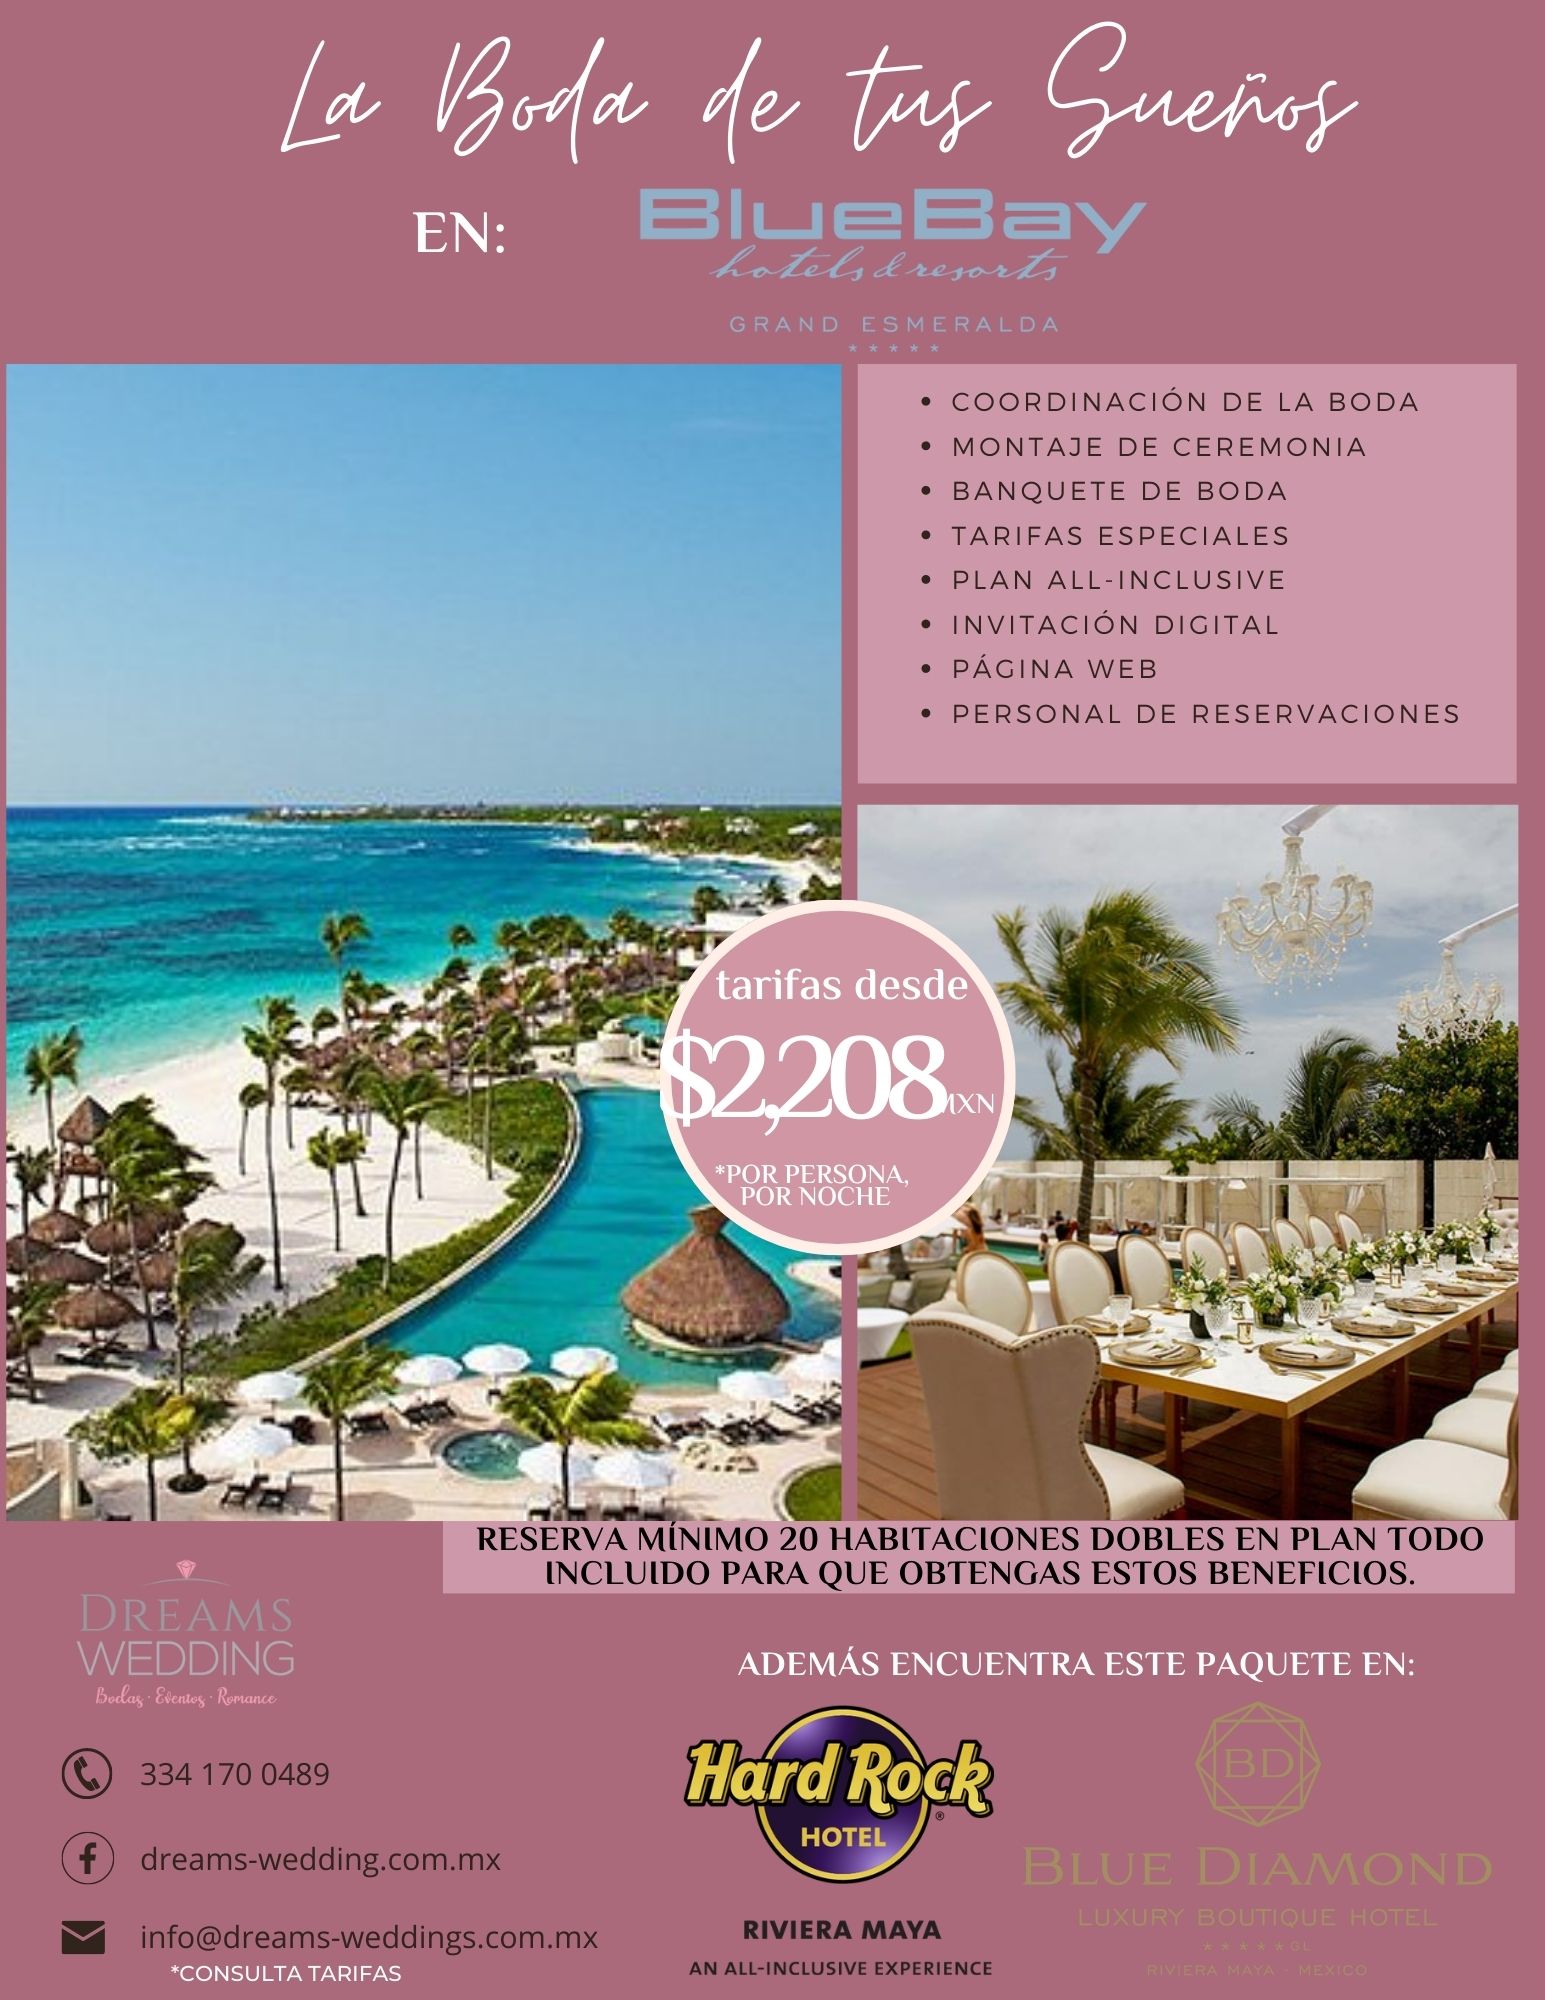 La Boda de tus Sueños
EN:
BlueBay
hotels & resorts
GRAND ESMERALDA
★★★★★
• COORDINACIÓN DE LA BODA
• MONTAJE DE CEREMONIA
• BANQUETE DE BODA
• TARIFAS ESPECIALES
• PLAN ALL-INCLUSIVE
• INVITACIÓN DIGITAL
• PÁGINA WEB
• PERSONAL DE RESERVACIONES
tarifas desde
$2,208 MXN
*POR PERSONA,
POR NOCHE
RESERVA MÍNIMO 20 HABITACIONES DOBLES EN PLAN TODO
INCLUIDO PARA QUE OBTENGAS ESTOS BENEFICIOS.
DREAMS
WEDDING
Bodas · Eventos · Romance
334 170 0489
dreams-wedding.com.mx
info@dreams-weddings.com.mx
*CONSULTA TARIFAS
ADEMÁS ENCUENTRA ESTE PAQUETE EN:
Hard Rock
®
HOTEL
RIVIERA MAYA
AN ALL-INCLUSIVE EXPERIENCE
BD
BLUE DIAMOND
LUXURY BOUTIQUE HOTEL
★★★★★GL
RIVIERA MAYA - MEXICO